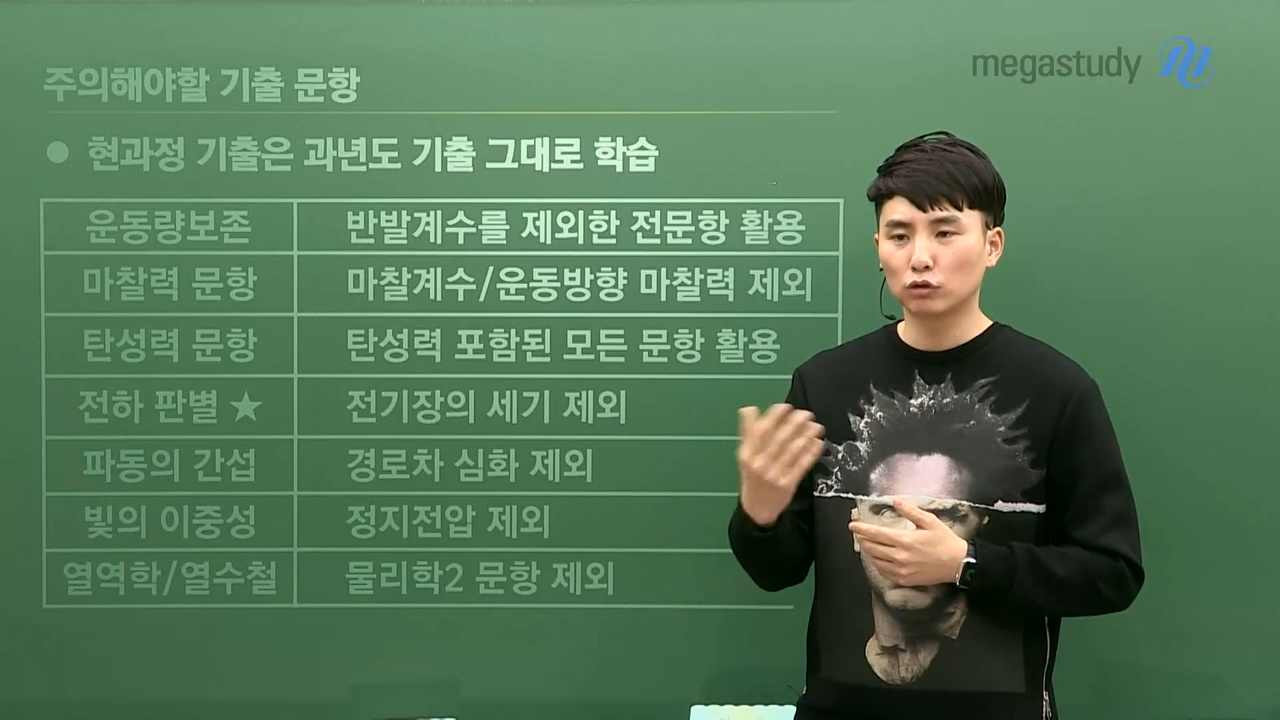 megastudy
주의해야할 기출 문항
● 현과정 기출은 과년도 기출 그대로 학습
운동량보존 반발계수를 제외한 전문항 활용
마찰력 문항 마찰계수/운동방향 마찰력 제외
탄성력 문항 탄성력 포함된 모든 문항 활용
전하 판별 ★ 전기장의 세기 제외
파동의 간섭 경로차 심화 제외
빛의 이중성 정지전압 제외
열역학/열수철 물리학2 문항 제외